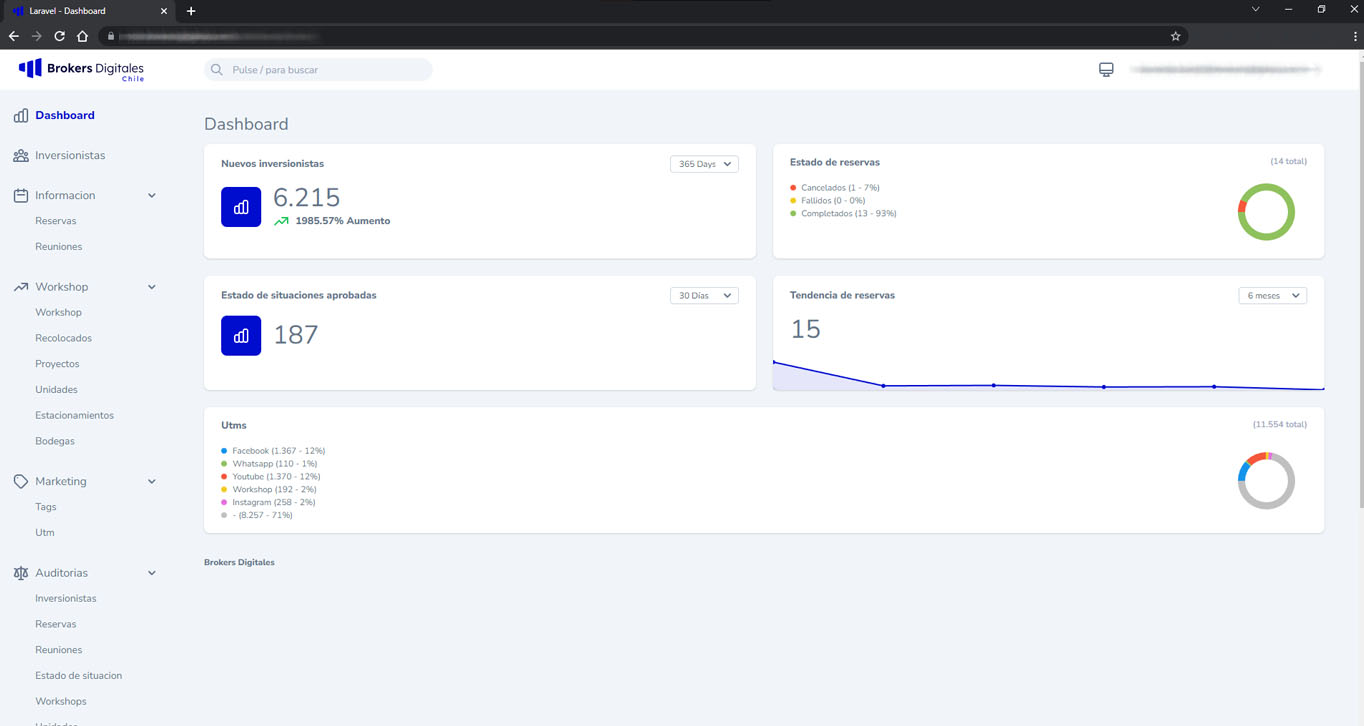 Laravel - Dashboard
Brokers Digitales
Chile
Pulse / para buscar
Dashboard
Inversionistas
Informacion
Reservas
Reuniones
Workshop
Workshop
Recolocados
Proyectos
Unidades
Estacionamientos
Bodegas
Marketing
Tags
Utm
Auditorias
Inversionistas
Reservas
Reuniones
Estado de situacion
Workshops
Unidades
Dashboard
Nuevos inversionistas
365 Days
6.215
1985.57% Aumento
Estado de reservas
(14 total)
Cancelados (1 - 7%)
Fallidos (0 - 0%)
Completados (13 - 93%)
Estado de situaciones aprobadas
30 Días
187
Tendencia de reservas
6 meses
15
Utms
(11.554 total)
Facebook (1.367 - 12%)
Whatsapp (110 - 1%)
Youtube (1.370 - 12%)
Workshop (192 - 2%)
Instagram (258 - 2%)
- (8.257 - 71%)
Brokers Digitales